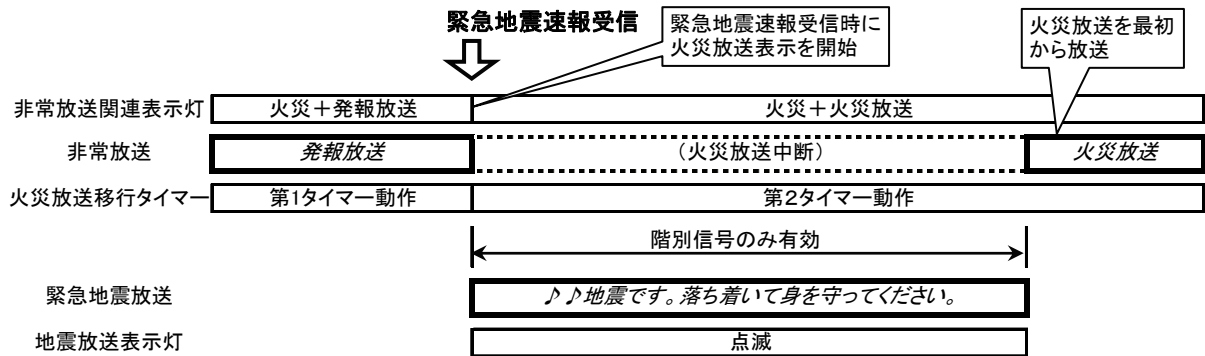 緊急地震速報受信
緊急地震速報受信時に
火災放送表示を開始
火災放送を最初
から放送
非常放送関連表示灯 火災+発報放送 火災+火災放送
非常放送 発報放送 (火災放送中断) 火災放送
火災放送移行タイマー 第1タイマー動作 第2タイマー動作
階別信号のみ有効
緊急地震放送 ♪♪地震です。落ち着いて身を守ってください。
地震放送表示灯 点滅